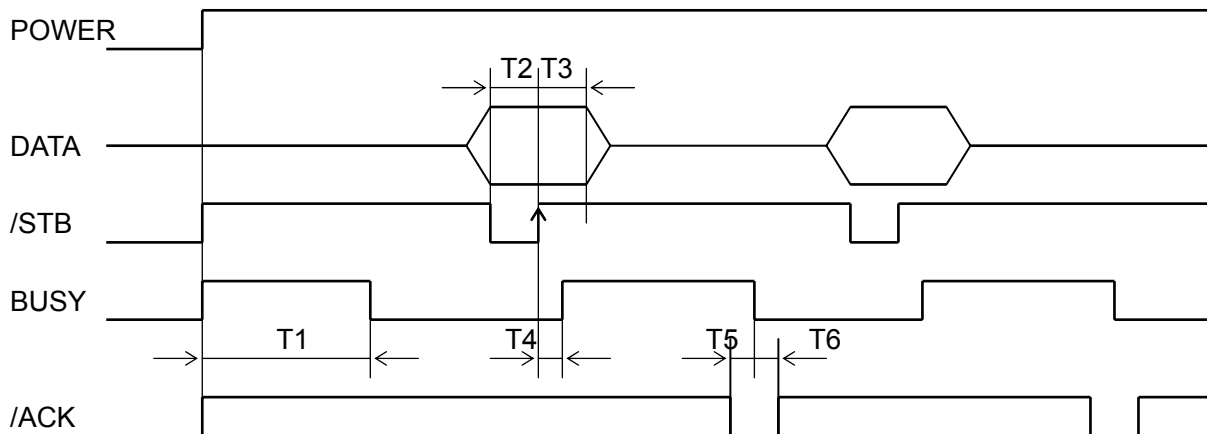 POWER
T2 T3
DATA
/STB
BUSY
T1 T4 T5 T6
/ACK